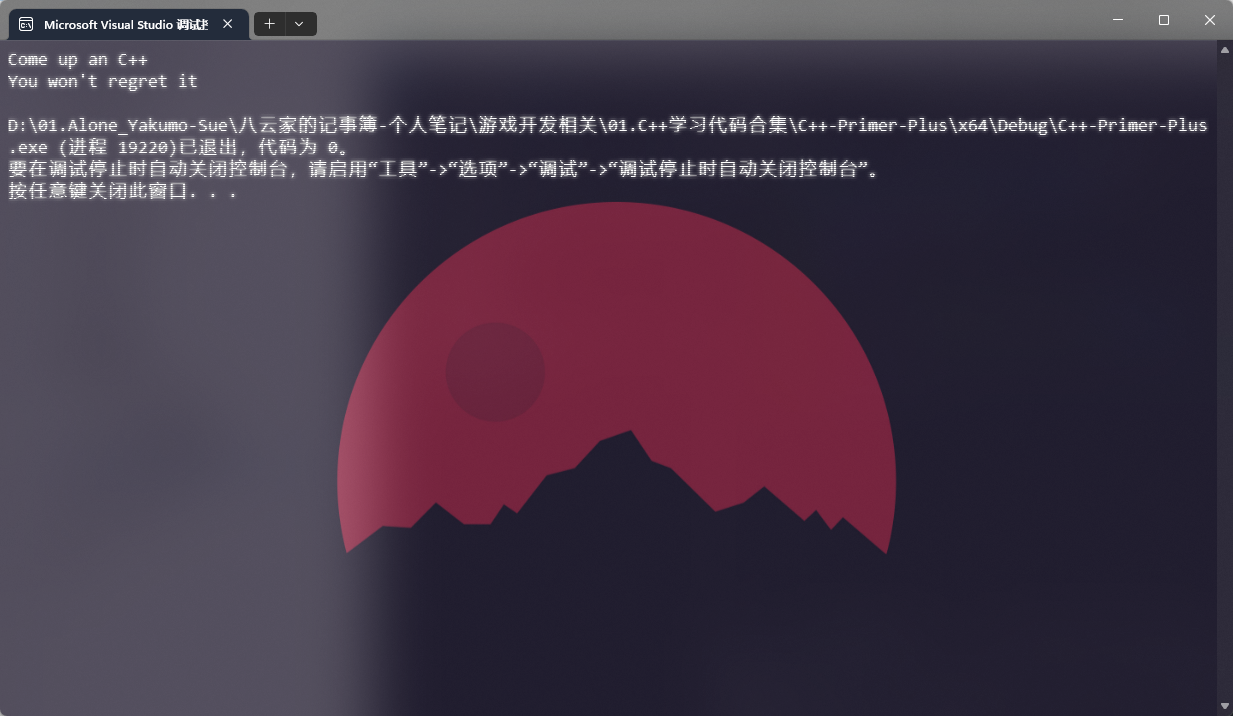 Microsoft Visual Studio 调试
Come up an C++
You won't regret it
D:\01.Alone_Yakumo-Sue\八云家的记事簿-个人笔记\游戏开发相关\01.C++学习代码合集\C++-Primer-Plus\x64\Debug\C++-Primer-Plus
.exe (进程 19220)已退出，代码为 0。
要在调试停止时自动关闭控制台，请启用“工具”->“选项”->“调试”->“调试停止时自动关闭控制台”。
按任意键关闭此窗口. . .